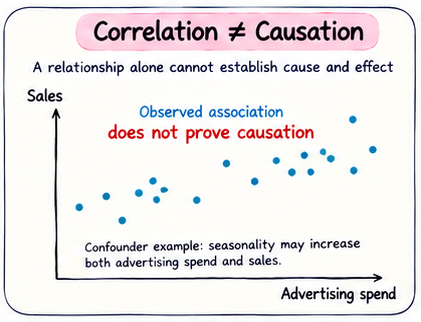 Correlation ≠ Causation
A relationship alone cannot establish cause and effect
Sales
Observed association
does not prove causation
Confounder example: seasonality may increase
both advertising spend and sales.
Advertising spend